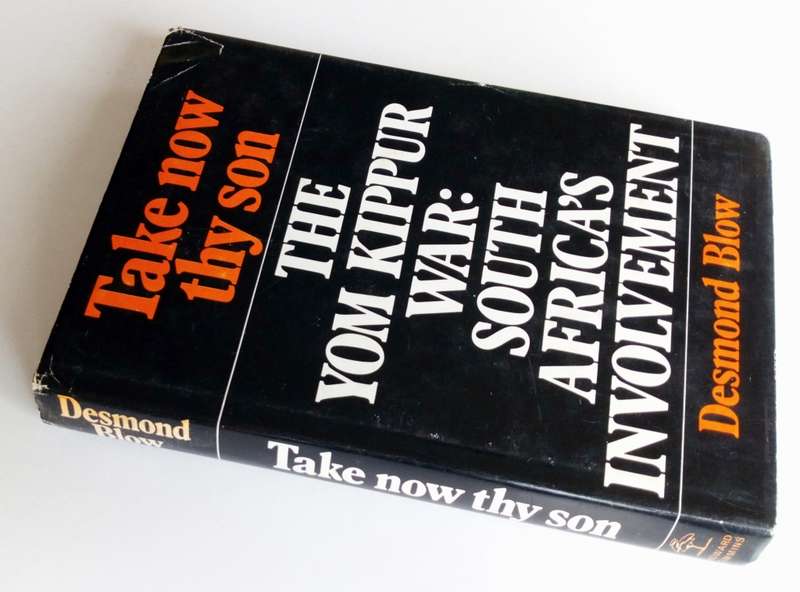 Take now
thy son
THE
YOM KIPPUR
WAR:
SOUTH
AFRICA'S
INVOLVEMENT
Desmond Blow
Desmond
Blow
Take now thy son